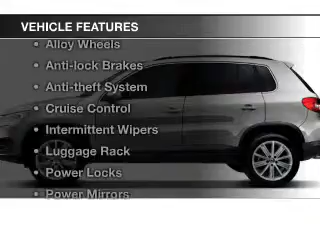 VEHICLE FEATURES
• Alloy Wheels
• Anti-lock Brakes
• Anti-theft System
• Cruise Control
• Intermittent Wipers
• Luggage Rack
• Power Locks
• Power Mirrors